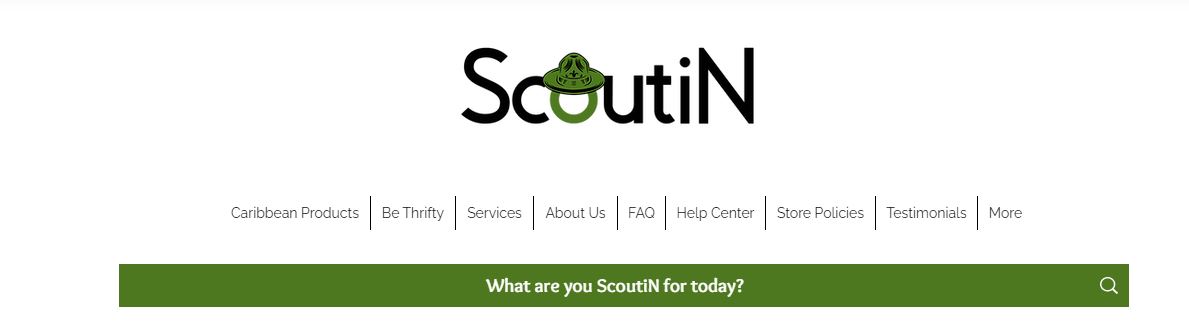 ScoutiN
Caribbean Products Be Thrifty Services About Us FAQ Help Center Store Policies Testimonials More
What are you ScoutiN for today?